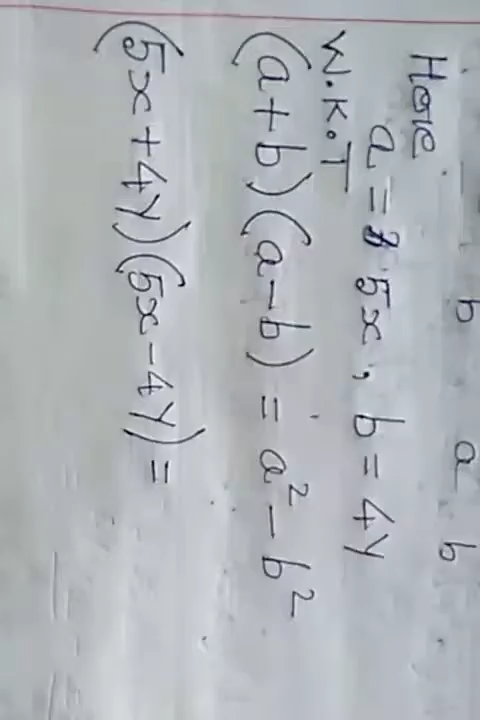 b a b
Here
a = 5x, b = 4y
W.K.T
(a+b)(a-b) = a² - b²
(5x+4y)(5x-4y) =